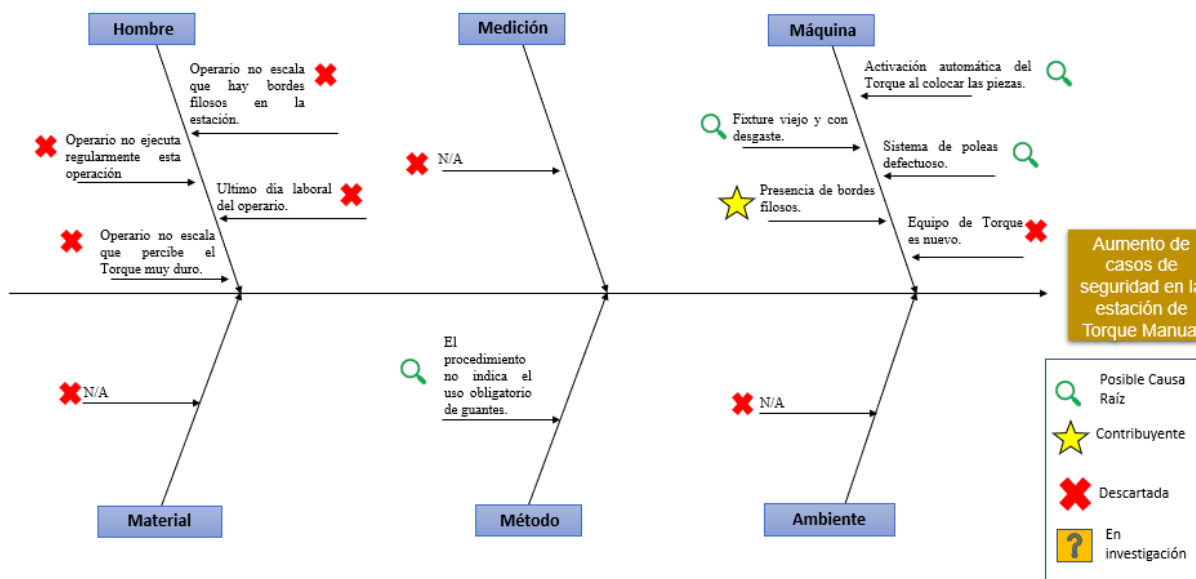 Hombre
Medición
Máquina
Operario no escala
que hay bordes
filosos en la
estación.
Operario no ejecuta
regularmente esta
operación
Ultimo día laboral
del operario.
Operario no escala
que percibe el
Torque muy duro.
N/A
Activación automática del
Torque al colocar las piezas.
Fixture viejo y con
desgaste.
Sistema de poleas
defectuoso.
Presencia de bordes
filosos.
Equipo de Torque
es nuevo.
Aumento de
casos de
seguridad en la
estación de
Torque Manua
N/A
El
procedimiento
no indica el
uso obligatorio
de guantes.
N/A
Material
Método
Ambiente
Posible Causa
Raíz
Contribuyente
Descartada
?
En
investigación